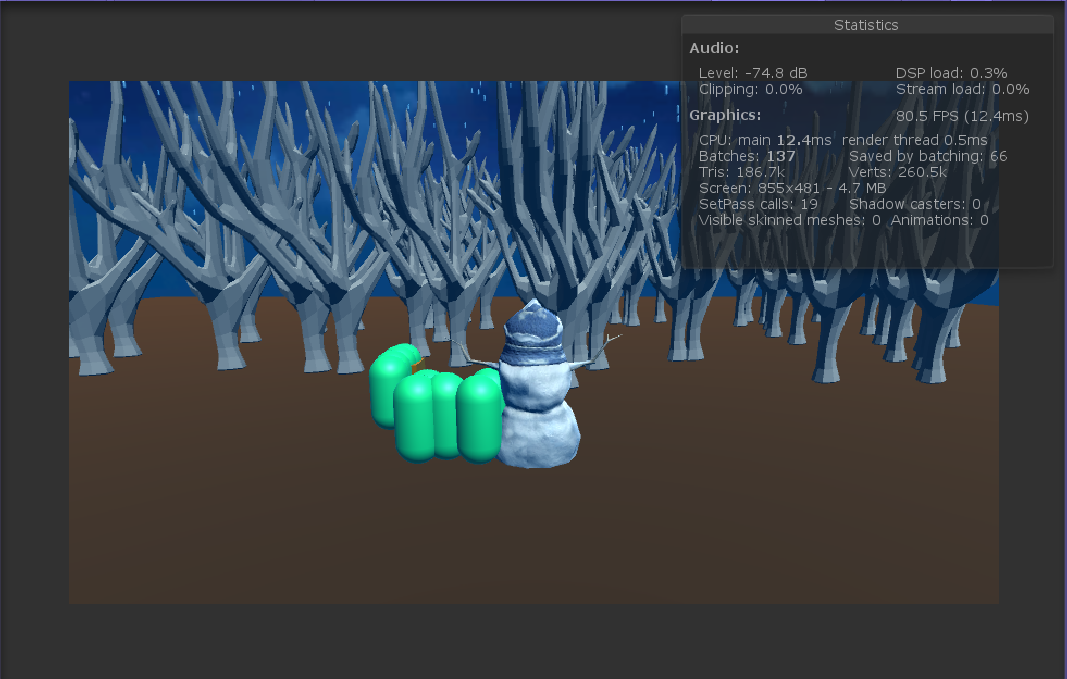 Statistics
Audio:
Level: -74.8 dB DSP load: 0.3%
Clipping: 0.0% Stream load: 0.0%
Graphics: 80.5 FPS (12.4ms)
CPU: main 12.4ms render thread 0.5ms
Batches: 137 Saved by batching: 66
Tris: 186.7k Verts: 260.5k
Screen: 855x481 - 4.7 MB
SetPass calls: 19 Shadow casters: 0
Visible skinned meshes: 0 Animations: 0